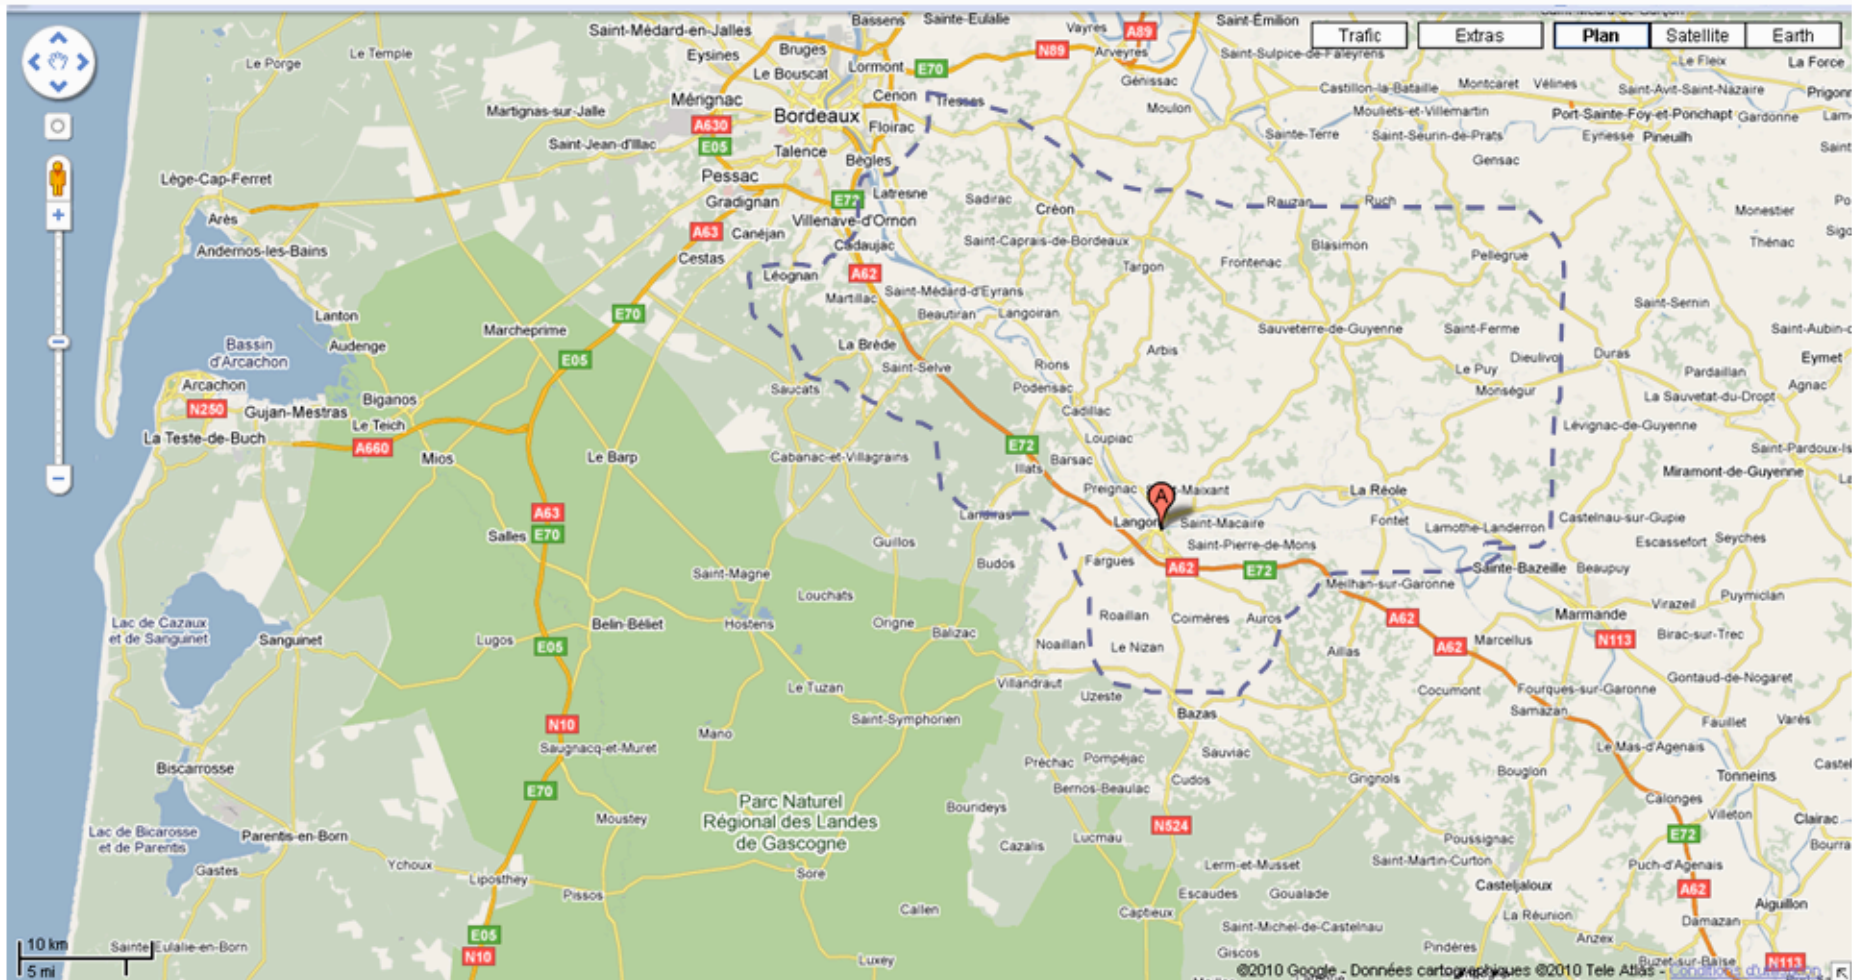 Saint-Médard-en-Jalles
Bassens
Sainte-Eulalie
Vayres
A89
Saint-Émilion
Trafic
Extras
Plan
Satellite
Earth
Le Porge
Le Temple
Eysines
Bruges
Lormont
E70
N89
Arveyres
Saint-Sulpice-de-Faleyrens
Le Fleix
La Force
Le Bouscat
Génissac
Castillon-la-Bataille
Montcaret
Vélines
Saint-Avit-Saint-Nazaire
Martignas-sur-Jalle
Mérignac
Cenon
Tresses
Moulon
Mouliets-et-Villemartin
Port-Sainte-Foy-et-Ponchapt
Gardonne
A630
Bordeaux
Floirac
Sainte-Terre
Saint-Seurin-de-Prats
Eynesse
Pineuilh
Saint-Jean-d'Illac
E05
Talence
Bègles
Gensac
Lège-Cap-Ferret
Pessac
Gradignan
Latresne
Sadirac
Créon
Rauzan
Ruch
Monestier
Arès
Villenave-d'Ornon
A63
Canéjan
Cadaujac
Saint-Caprais-de-Bordeaux
Blasimon
Thénac
Andernos-les-Bains
Cestas
Léognan
A62
Targon
Frontenac
Pellegrue
Martillac
Saint-Médard-d'Eyrans
Saint-Sernin
Lanton
E70
Marcheprime
Beautiran
Langoiran
Sauveterre-de-Guyenne
Saint-Ferme
Bassin
d'Arcachon
Audenge
E05
La Brède
Saint-Selve
Rions
Arbis
Dieulivol
Duras
Eymet
Le Puy
Pardaillan
Arcachon
Biganos
Saucats
Podensac
Monségur
Agnac
N250
Gujan-Mestras
Cadillac
La Sauvetat-du-Dropt
Le Teich
Lévignac-de-Guyenne
La Teste-de-Buch
A660
Mios
Le Barp
Cabanac-et-Villagrains
E72
Loupiac
Illats
Barsac
Miramont-de-Guyenne
Preignac
A
La Réole
A63
E70
Salles
Landiras
Saint-Macaire
Fontet
Lamothe-Landerron
Castelnau-sur-Gupie
Guillos
Saint-Pierre-de-Mons
Escassefort
Seyches
Saint-Magne
Budos
Fargues
A62
E72
Sainte-Bazeille
Beaupuy
Meilhan-sur-Garonne
Louchats
Puymiclan
Lac de Cazaux
et de Sanguinet
Sanguinet
Lugos
Belin-Béliet
Hostens
Origne
Balizac
Roaillan
Coimères
Auros
A62
Marmande
Virazeil
E05
Noaillan
Le Nizan
Aillas
A62
Marcellus
N113
Birac-sur-Trec
Le Tuzan
Villandraut
Uzeste
Cocumont
Fourques-sur-Garonne
Gontaud-de-Nogaret
N10
Mano
Saint-Symphorien
Bazas
Samazan
Fauillet
Varès
Saugnacq-et-Muret
Sauviac
Le Mas-d'Agenais
Biscarrosse
Préchac
Pompéjac
Cudos
Grignols
Bouglon
Tonneins
E70
Bernos-Beaulac
Moustey
Parc Naturel
Régional des Landes
de Gascogne
Bourideys
Calonges
Villeton
Clairac
Lac de Bicarosse
et de Parentis
Parentis-en-Born
Cazalis
Lucmau
N524
Poussignac
E72
Gastes
Ychoux
Liposthey
Pissos
Sore
Lerm-et-Musset
Saint-Martin-Curton
Puch-d'Agenais
Escaudes
Goualade
Casteljaloux
A62
Aiguillon
Callen
Captieux
La Réunion
Damazan
E05
Saint-Michel-de-Castelnau
Anzex
10 km
5 mi
Sainte Eulalie-en-Born
N10
Luxey
Giscos
Pindères
Buzet-sur-Baïse
N113
©2010 Google - Données cartographiques ©2010 Tele Atlas - Conditions d'utilisation